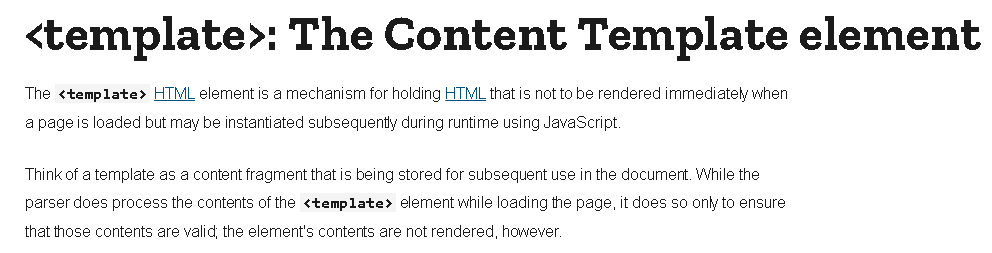 <template>: The Content Template element
The <template> HTML element is a mechanism for holding HTML that is not to be rendered immediately when
a page is loaded but may be instantiated subsequently during runtime using JavaScript.
Think of a template as a content fragment that is being stored for subsequent use in the document. While the
parser does process the contents of the <template> element while loading the page, it does so only to ensure
that those contents are valid; the element's contents are not rendered, however.